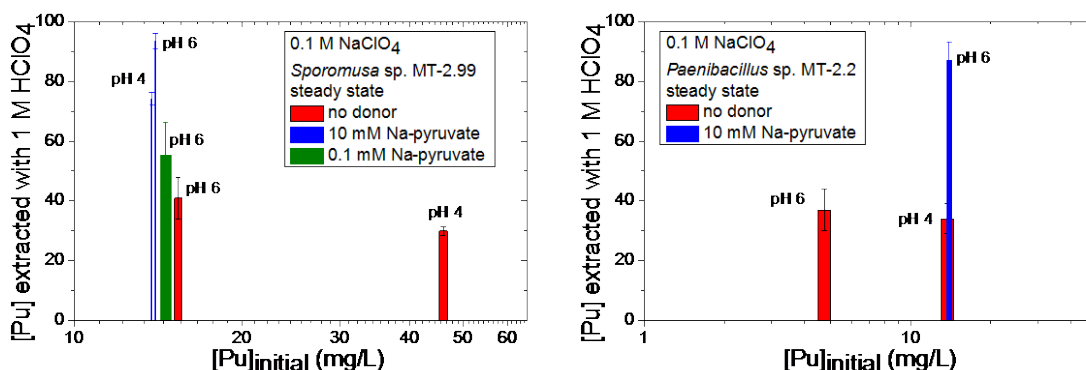 [Pu] extracted with 1 M HClO4
100
80
60
40
20
0
pH 6
pH 4
pH 6
pH 6
pH 4
0.1 M NaClO4
Sporomusa sp. MT-2.99
steady state
no donor
10 mM Na-pyruvate
0.1 mM Na-pyruvate
10
20
30
40
50
60
[Pu]initial (mg/L)
[Pu] extracted with 1 M HClO4
100
80
60
40
20
0
0.1 M NaClO4
Paenibacillus sp. MT-2.2
steady state
no donor
10 mM Na-pyruvate
pH 6
pH 6
pH 4
1
10
[Pu]initial (mg/L)